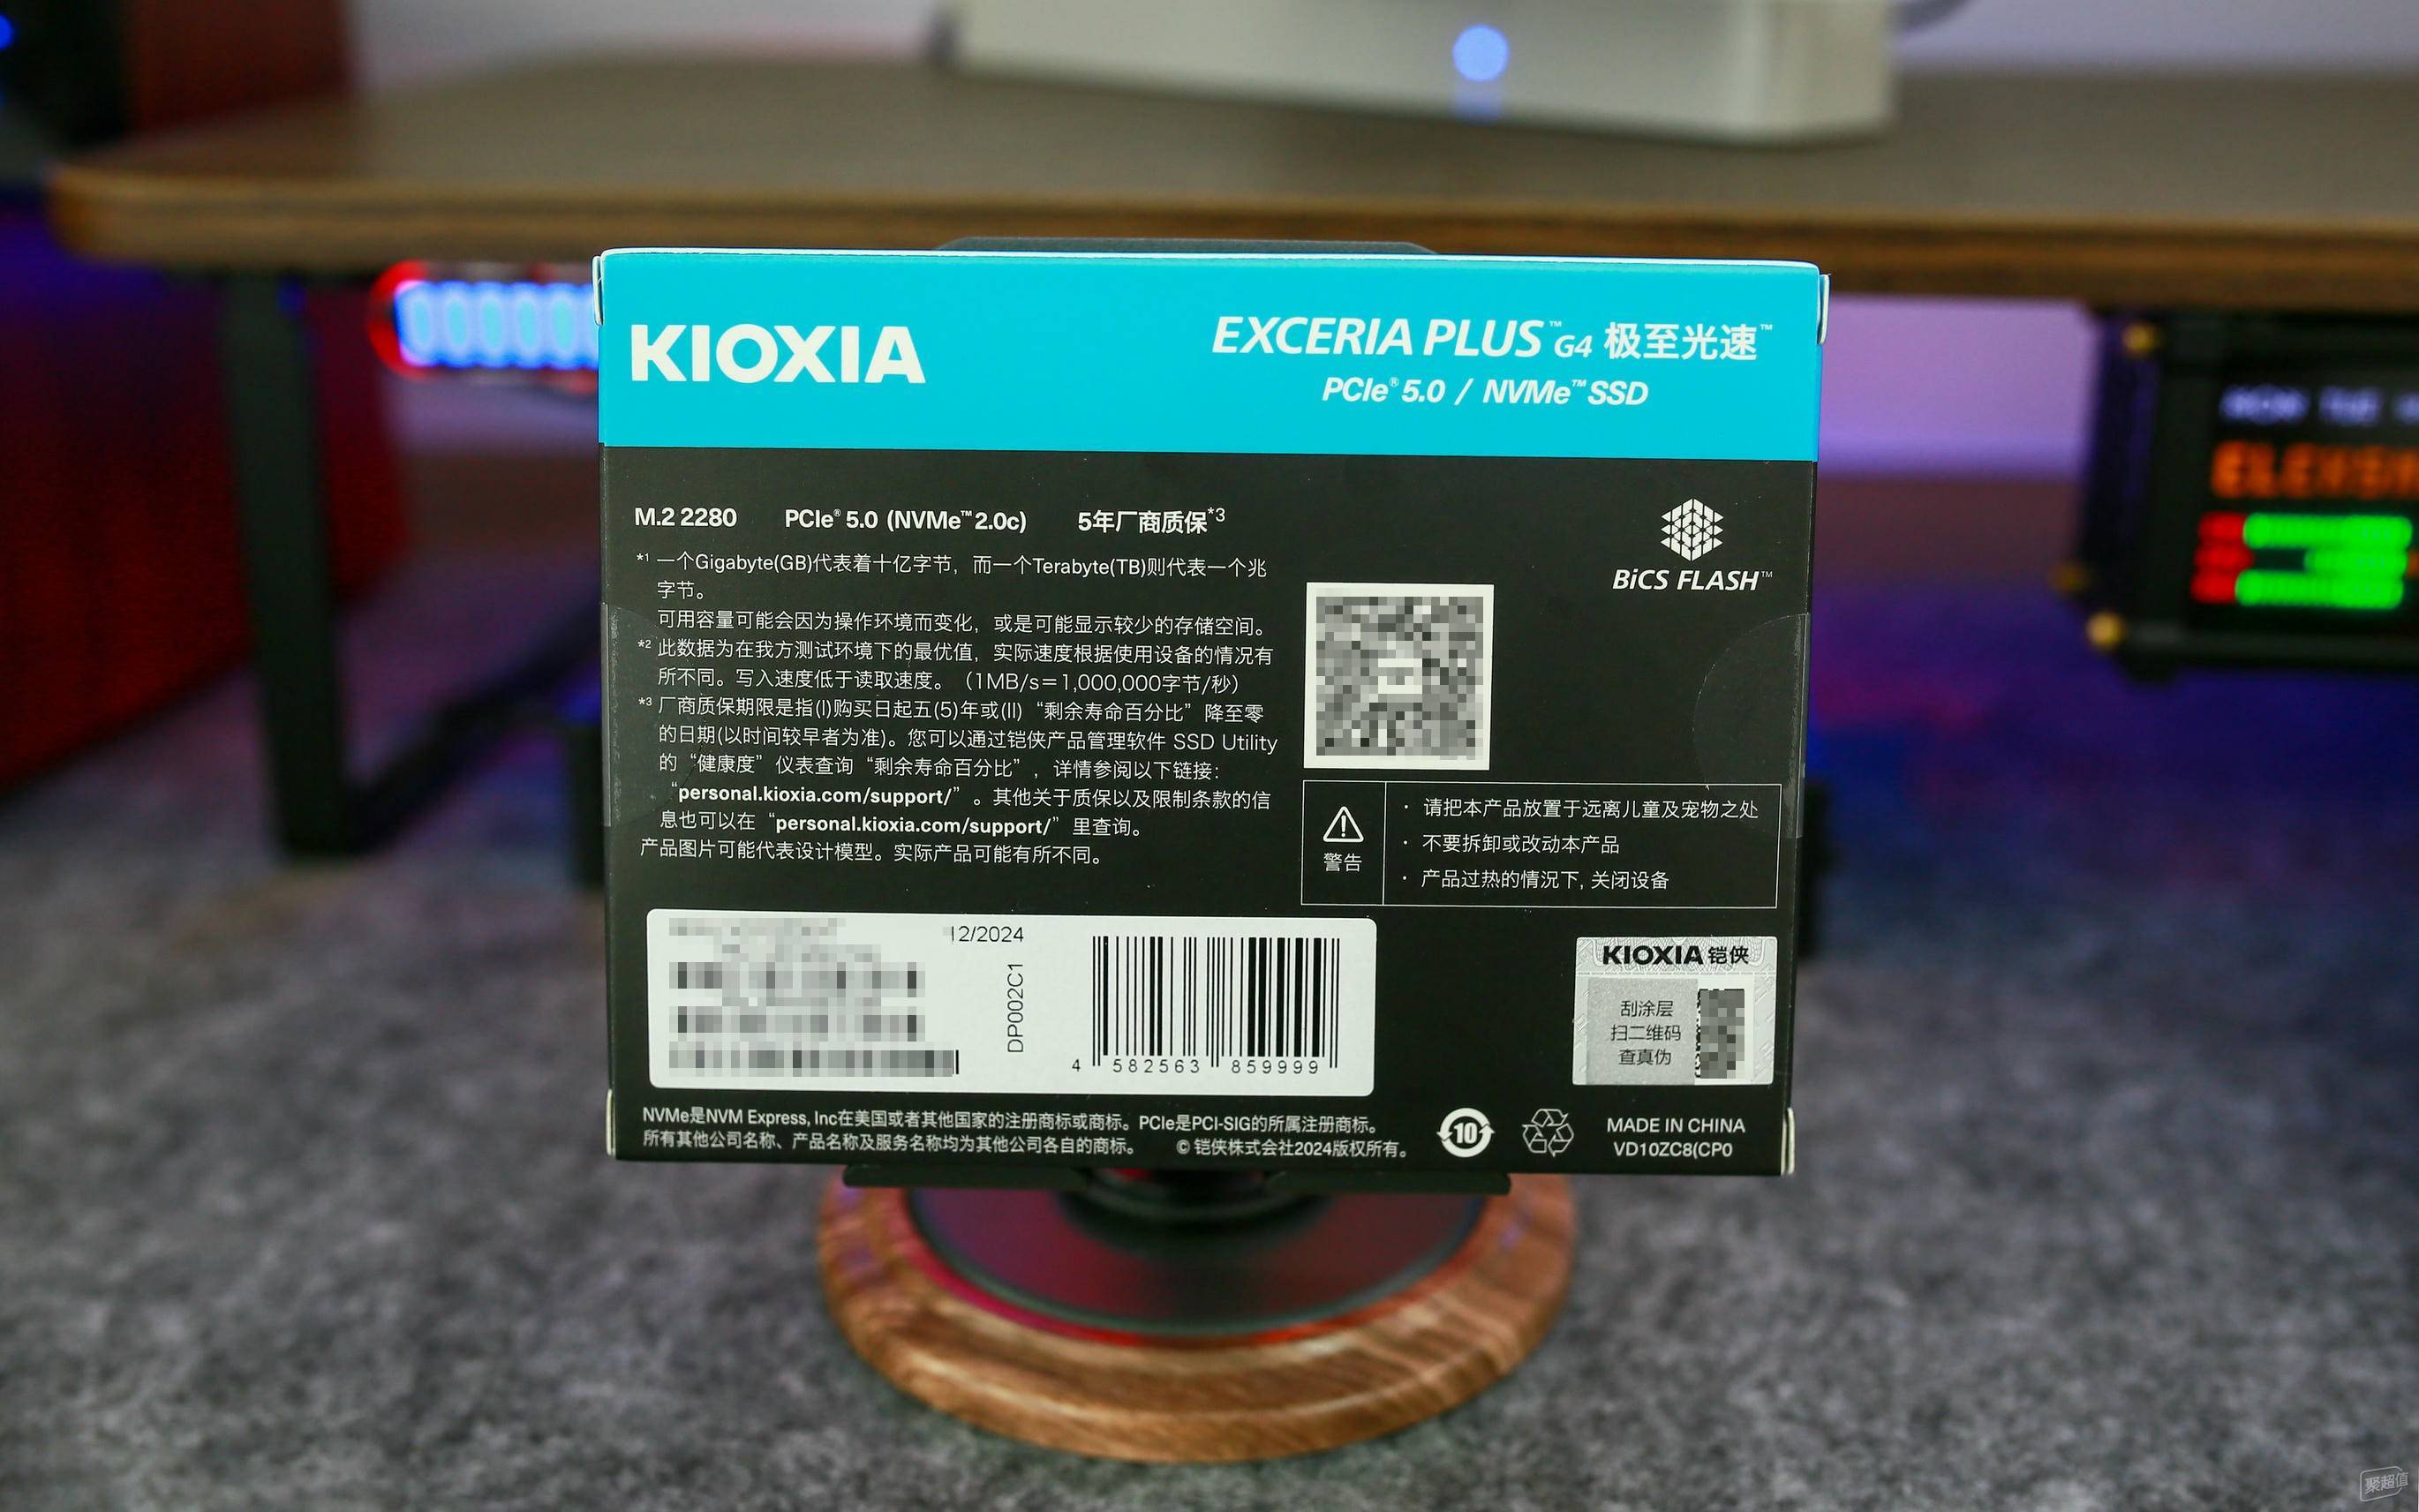 KIOXIA
EXCERIA PLUS™ G4 极至光速™
PCIe® 5.0 / NVMe™ SSD
M.2 2280 PCIe® 5.0 (NVMe™ 2.0c) 5年厂商质保*3
BiCS FLASH™
*1 一个Gigabyte(GB)代表着十亿字节，而一个Terabyte(TB)则代表一个兆
字节。
可用容量可能会因为操作环境而变化，或是可能显示较少的存储空间。
*2 此数据为在我方测试环境下的最优值，实际速度根据使用设备的情况有
所不同。写入速度低于读取速度。（1MB/s＝1,000,000字节/秒）
*3 厂商质保期限是指(I)购买日起五(5)年或(II)“剩余寿命百分比”降至零
的日期(以时间较早者为准)。您可以通过铠侠产品管理软件 SSD Utility
的“健康度”仪表查询“剩余寿命百分比”，详情参阅以下链接：
“personal.kioxia.com/support/”。其他关于质保以及限制条款的信
息也可以在“personal.kioxia.com/support/”里查询。
产品图片可能代表设计模型。实际产品可能有所不同。
警告
· 请把本产品放置于远离儿童及宠物之处
· 不要拆卸或改动本产品
· 产品过热的情况下, 关闭设备
12/2024
DP002C1
4 582563 859999
KIOXIA 铠侠
刮涂层
扫二维码
查真伪
NVMe是NVM Express, Inc在美国或者其他国家的注册商标或商标。PCIe是PCI-SIG的所属注册商标。
所有其他公司名称、产品名称及服务名称均为其他公司各自的商标。 © 铠侠株式会社2024版权所有。
10
MADE IN CHINA
VD10ZC8(CP0
聚超值